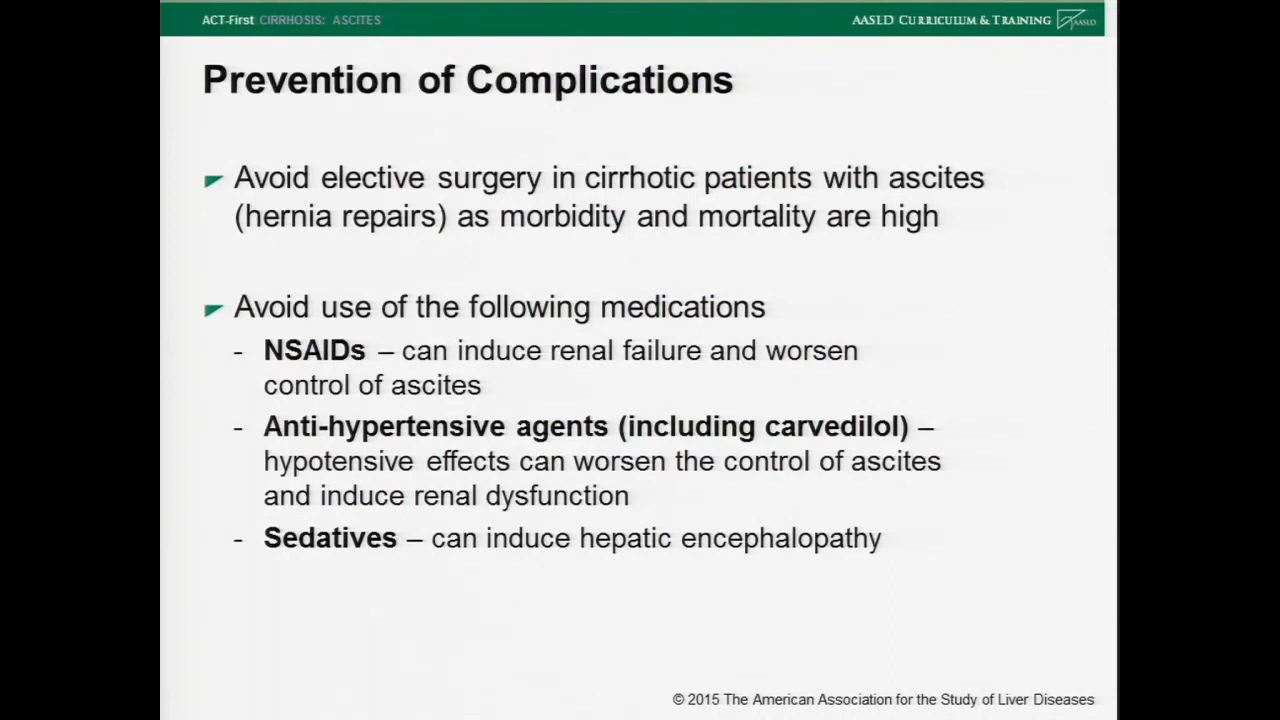 ACT-First CIRRHOSIS: ASCITES
AASLD CURRICULUM & TRAINING AASLD
Prevention of Complications
Avoid elective surgery in cirrhotic patients with ascites
(hernia repairs) as morbidity and mortality are high
Avoid use of the following medications
- NSAIDs – can induce renal failure and worsen
control of ascites
- Anti-hypertensive agents (including carvedilol) –
hypotensive effects can worsen the control of ascites
and induce renal dysfunction
- Sedatives – can induce hepatic encephalopathy
© 2015 The American Association for the Study of Liver Diseases